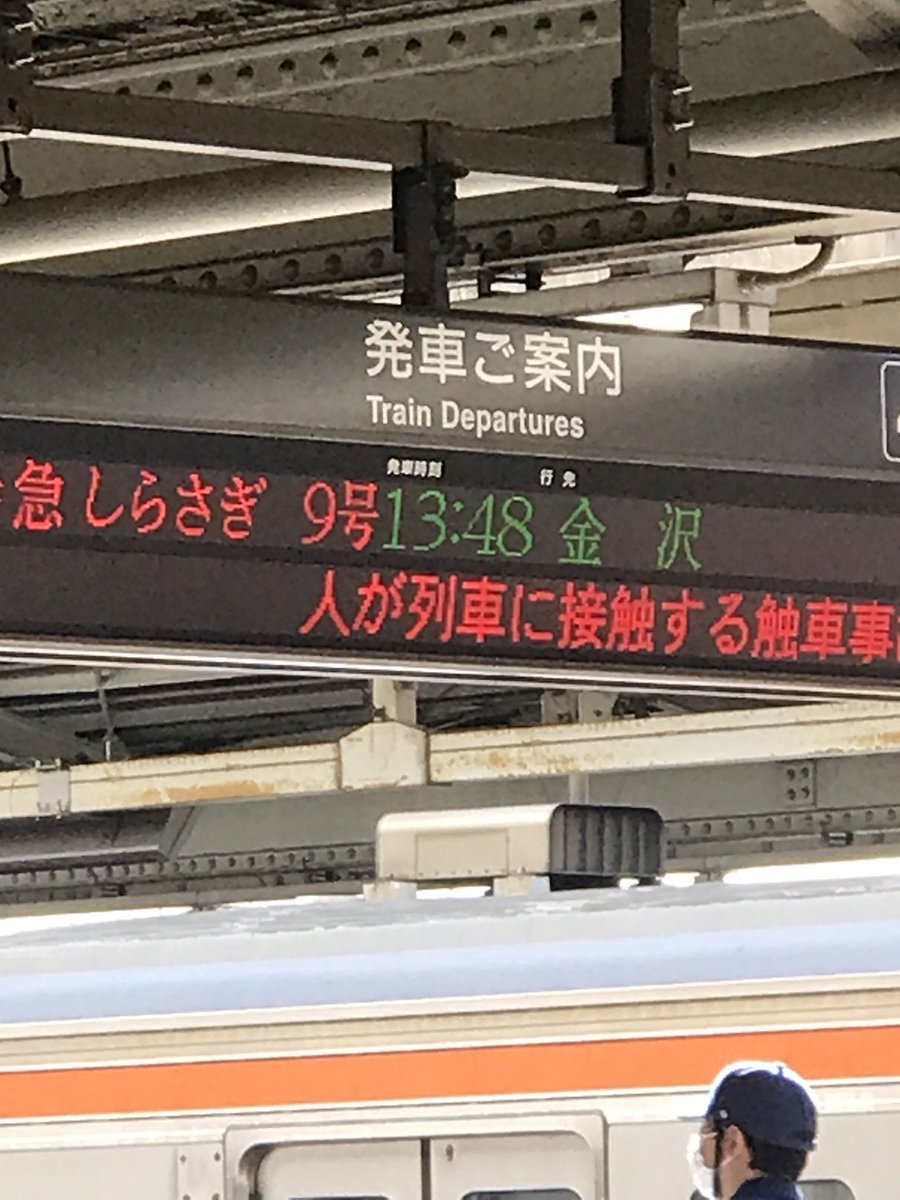 発車ご案内
Train Departures
発車時刻 行先
急 しらさぎ 9号 13:48 金沢
人が列車に接触する触車事